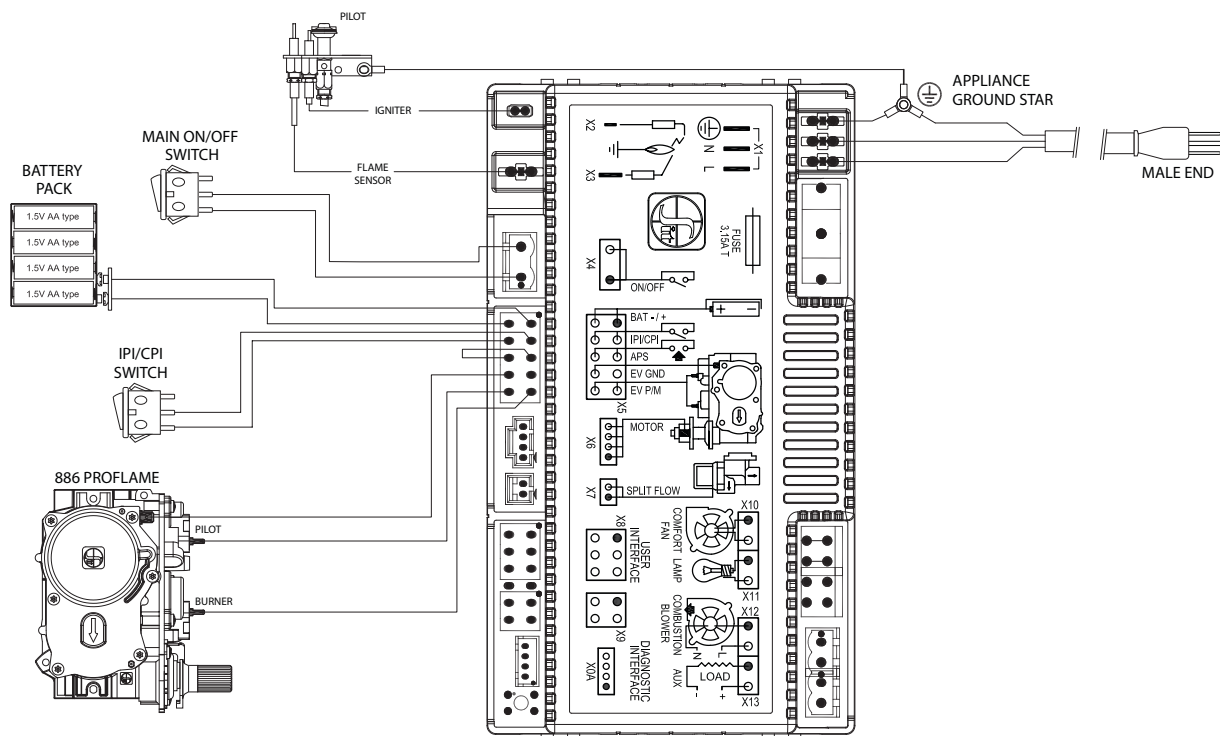 PILOT
IGNITER
FLAME
SENSOR
MAIN ON/OFF
SWITCH
BATTERY
PACK
1.5V AA type
1.5V AA type
1.5V AA type
1.5V AA type
IPI/CPI
SWITCH
886 PROFLAME
PILOT
BURNER
APPLIANCE
GROUND STAR
MALE END
X2
X3
X1
N
L
FUSE
3,15A T
X4
ON/OFF
BAT - / +
IPI/CPI
APS
EV GND
EV P/M
X5
X6
MOTOR
X7
SPLIT FLOW
X8
USER
INTERFACE
X9
DIAGNOSTIC
INTERFACE
X0A
X10
COMFORT
FAN
LAMP
X11
X12
COMBUSTION
BLOWER
N
L
AUX
LOAD
- +
X13
+ −